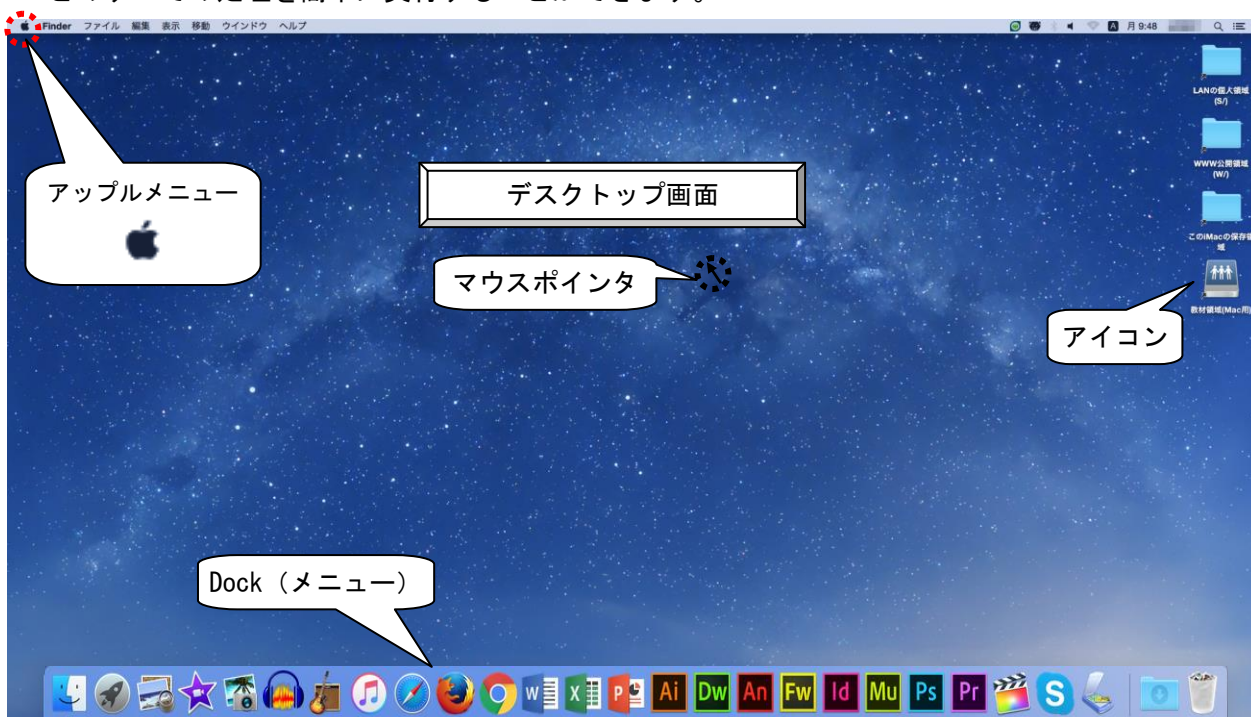 Finder ファイル 編集 表示 移動 ウインドウ ヘルプ
A 月 9:48
LANの個人領域
(S/)
WWW公開領域
(W/)
このiMacの保存領
域
教材領域(Mac用)
アップルメニュー
デスクトップ画面
マウスポインタ
アイコン
Dock (メニュー)
W X P Ai Dw An Fw Id Mu Ps Pr S